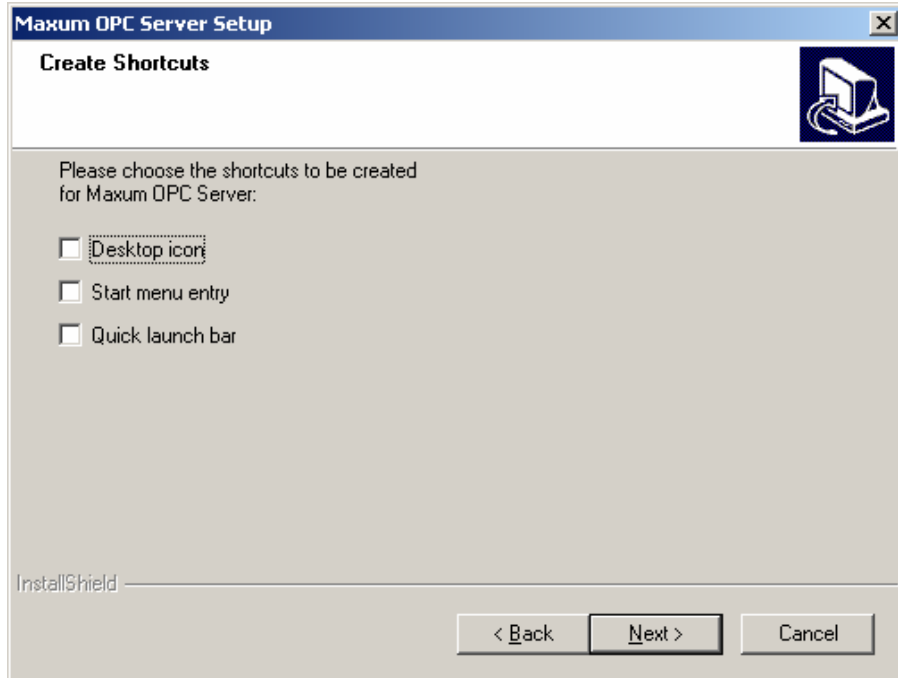 Maxum OPC Server Setup
Create Shortcuts
Please choose the shortcuts to be created
for Maxum OPC Server:
Desktop icon
Start menu entry
Quick launch bar
InstallShield
< Back
Next >
Cancel